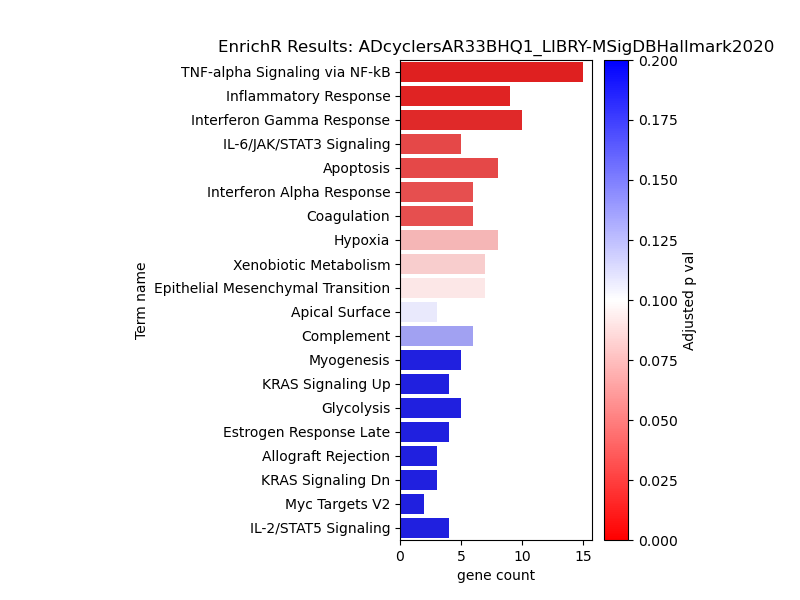 EnrichR Results: ADcyclersAR33BHQ1_LIBRY-MSigDBHallmark2020
TNF-alpha Signaling via NF-kB
Inflammatory Response
Interferon Gamma Response
IL-6/JAK/STAT3 Signaling
Apoptosis
Interferon Alpha Response
Coagulation
Hypoxia
Xenobiotic Metabolism
Epithelial Mesenchymal Transition
Apical Surface
Complement
Myogenesis
KRAS Signaling Up
Glycolysis
Estrogen Response Late
Allograft Rejection
KRAS Signaling Dn
Myc Targets V2
IL-2/STAT5 Signaling
Term name
0 5 10 15
gene count
0.200
0.175
0.150
0.125
0.100
0.075
0.050
0.025
0.000
Adjusted p val